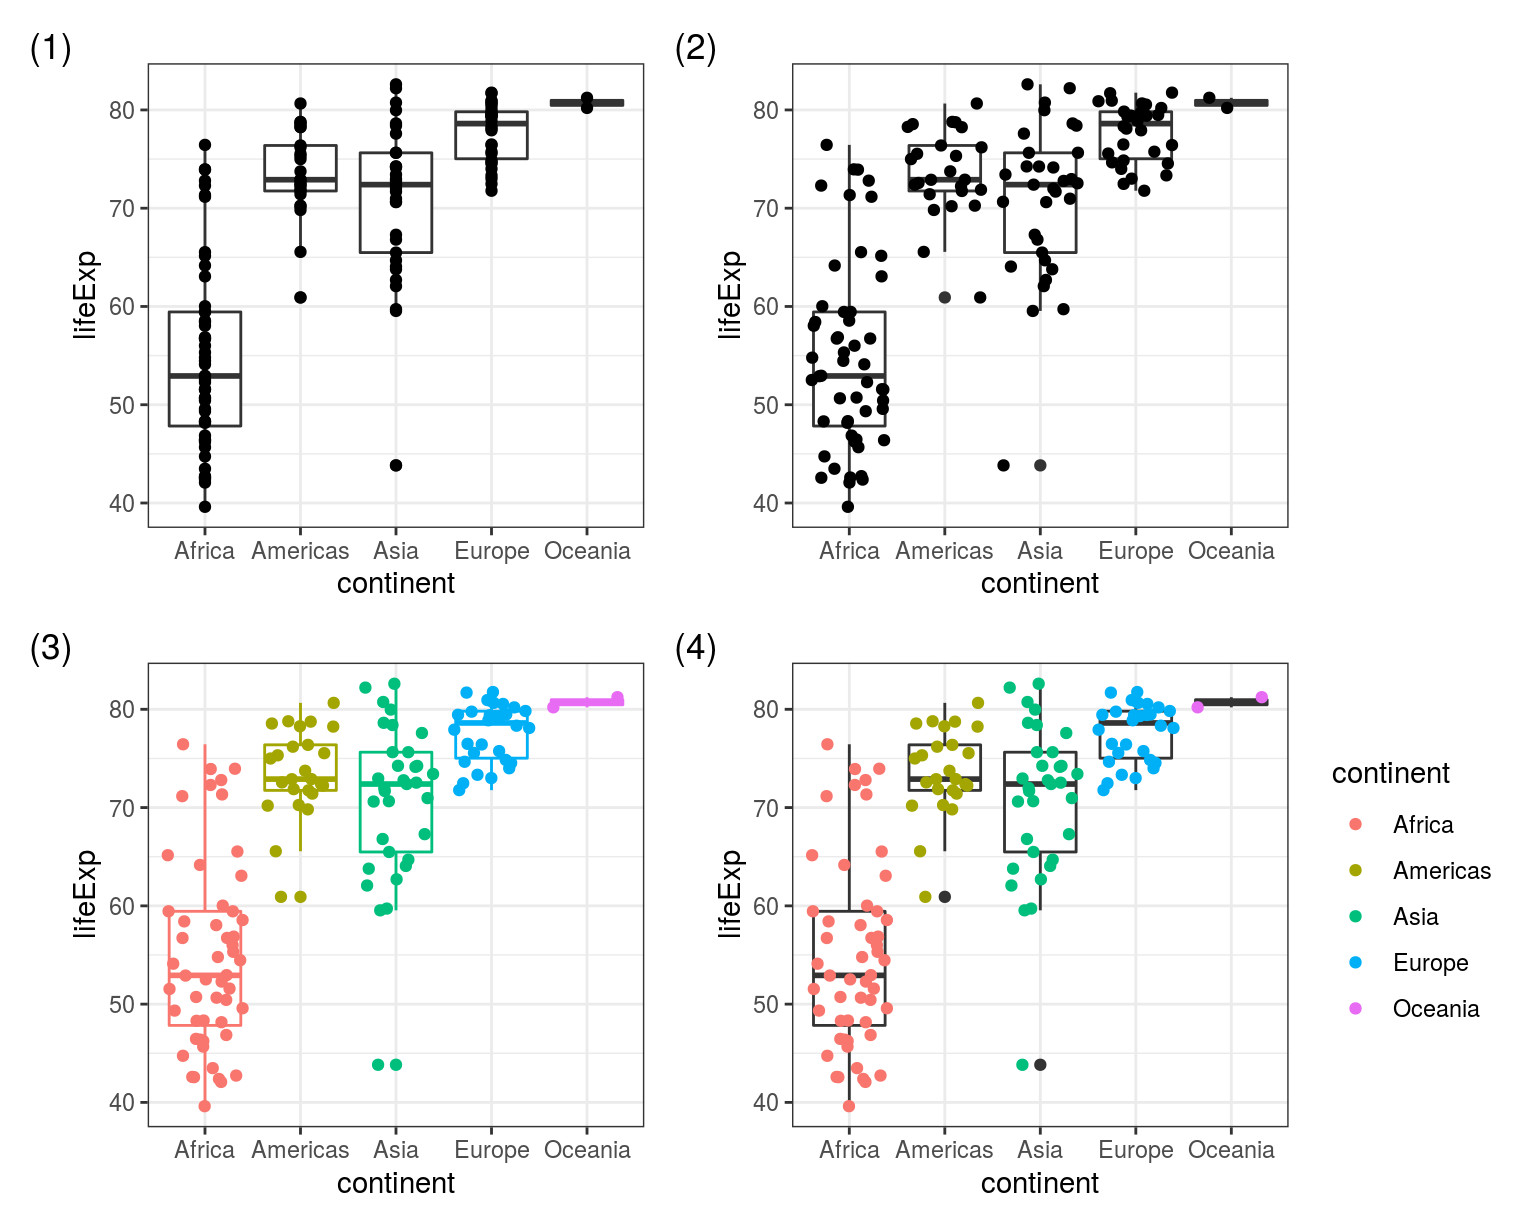 (1)
lifeExp
80
70
60
50
40
Africa Americas Asia Europe Oceania
continent
(2)
lifeExp
80
70
60
50
40
Africa Americas Asia Europe Oceania
continent
(3)
lifeExp
80
70
60
50
40
Africa Americas Asia Europe Oceania
continent
(4)
lifeExp
80
70
60
50
40
Africa Americas Asia Europe Oceania
continent
continent
Africa
Americas
Asia
Europe
Oceania